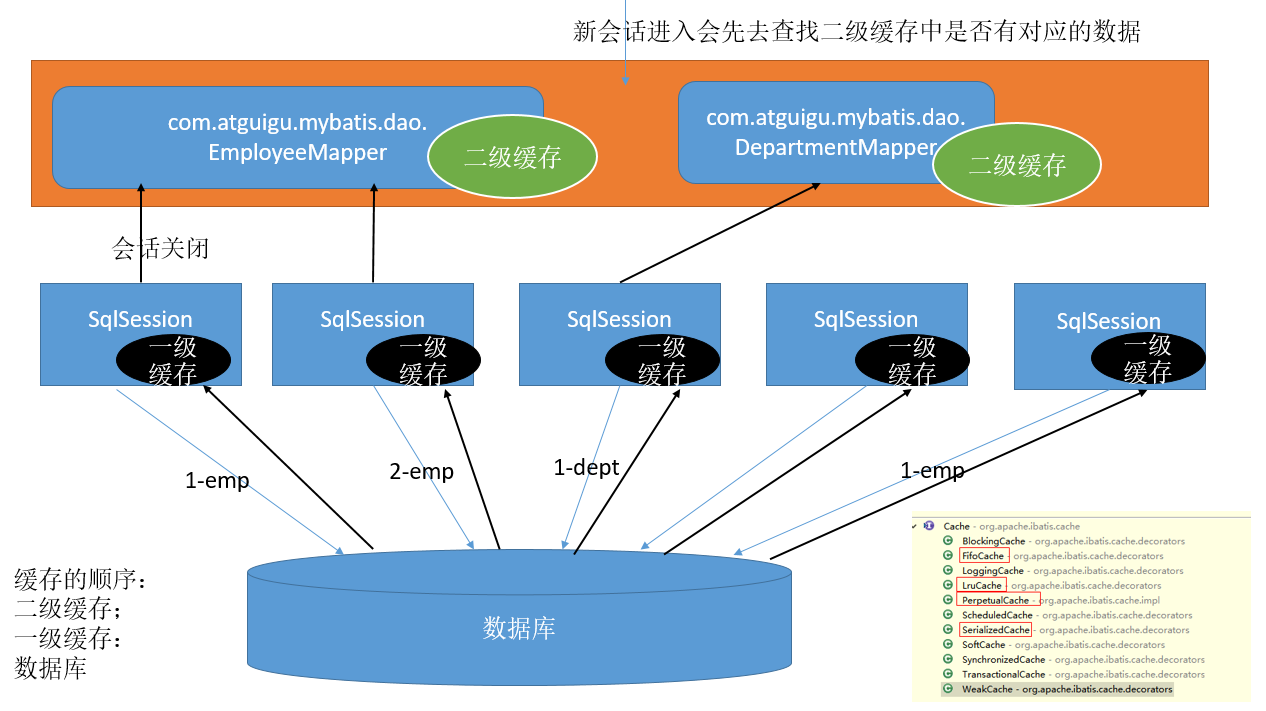 新会话进入会先去查找二级缓存中是否有对应的数据
com.atguigu.mybatis.dao.
EmployeeMapper
二级缓存
com.atguigu.mybatis.dao.
DepartmentMapper
二级缓存
会话关闭
SqlSession
一级
缓存
SqlSession
一级
缓存
SqlSession
一级
缓存
SqlSession
一级
缓存
SqlSession
一级
缓存
1-emp
2-emp
1-dept
1-emp
数据库
缓存的顺序：
二级缓存；
一级缓存：
数据库
Cache - org.apache.ibatis.cache
BlockingCache - org.apache.ibatis.cache.decorators
FifoCache - org.apache.ibatis.cache.decorators
LoggingCache - org.apache.ibatis.cache.decorators
LruCache - org.apache.ibatis.cache.decorators
PerpetualCache - org.apache.ibatis.cache.impl
ScheduledCache - org.apache.ibatis.cache.decorators
SerializedCache - org.apache.ibatis.cache.decorators
SoftCache - org.apache.ibatis.cache.decorators
SynchronizedCache - org.apache.ibatis.cache.decorators
TransactionalCache - org.apache.ibatis.cache.decorators
WeakCache - org.apache.ibatis.cache.decorators